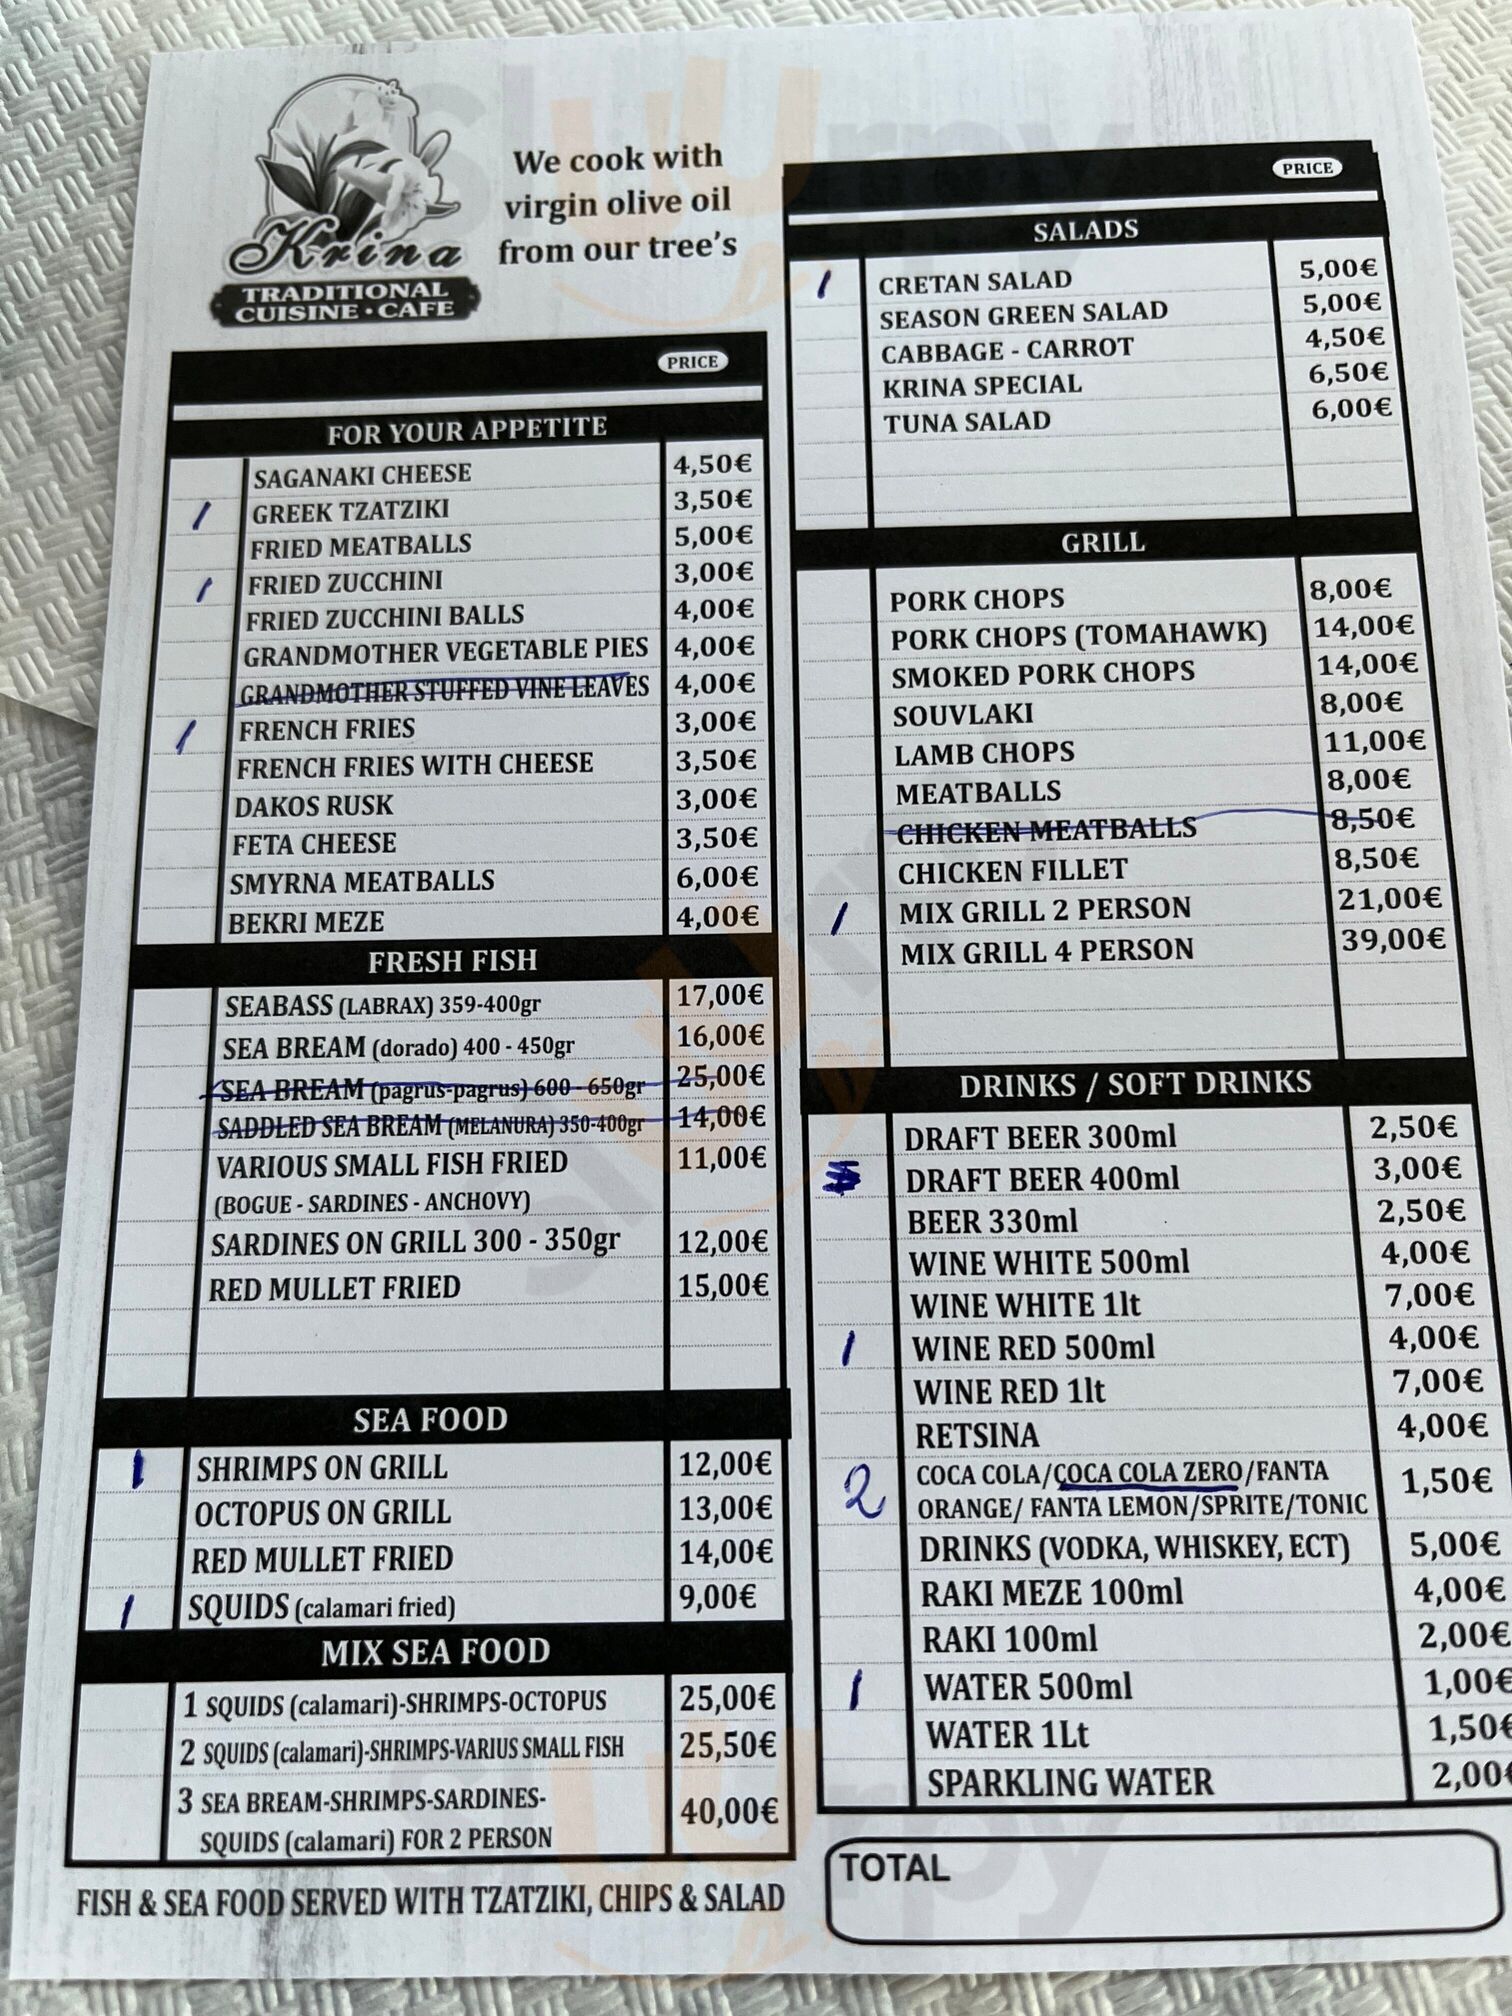 Krina
TRADITIONAL
CUISINE • CAFE
We cook with
virgin olive oil
from our tree's
PRICE
FOR YOUR APPETITE
SAGANAKI CHEESE 4,50€
1 GREEK TZATZIKI 3,50€
FRIED MEATBALLS 5,00€
1 FRIED ZUCCHINI 3,00€
FRIED ZUCCHINI BALLS 4,00€
GRANDMOTHER VEGETABLE PIES 4,00€
GRANDMOTHER STUFFED VINE LEAVES 4,00€
1 FRENCH FRIES 3,00€
FRENCH FRIES WITH CHEESE 3,50€
DAKOS RUSK 3,00€
FETA CHEESE 3,50€
SMYRNA MEATBALLS 6,00€
BEKRI MEZE 4,00€
FRESH FISH
SEABASS (LABRAX) 359-400gr 17,00€
SEA BREAM (dorado) 400 - 450gr 16,00€
SEA BREAM (pagrus-pagrus) 600 - 650gr 25,00€
SADDLED SEA BREAM (MELANURA) 350-400gr 14,00€
VARIOUS SMALL FISH FRIED 11,00€
(BOGUE - SARDINES - ANCHOVY)
SARDINES ON GRILL 300 - 350gr 12,00€
RED MULLET FRIED 15,00€
SEA FOOD
1 SHRIMPS ON GRILL 12,00€
OCTOPUS ON GRILL 13,00€
RED MULLET FRIED 14,00€
1 SQUIDS (calamari fried) 9,00€
MIX SEA FOOD
1 SQUIDS (calamari)-SHRIMPS-OCTOPUS 25,00€
2 SQUIDS (calamari)-SHRIMPS-VARIUS SMALL FISH 25,50€
3 SEA BREAM-SHRIMPS-SARDINES- 40,00€
SQUIDS (calamari) FOR 2 PERSON
FISH & SEA FOOD SERVED WITH TZATZIKI, CHIPS & SALAD
PRICE
SALADS
1 CRETAN SALAD 5,00€
SEASON GREEN SALAD 5,00€
CABBAGE - CARROT 4,50€
KRINA SPECIAL 6,50€
TUNA SALAD 6,00€
GRILL
PORK CHOPS 8,00€
PORK CHOPS (TOMAHAWK) 14,00€
SMOKED PORK CHOPS 14,00€
SOUVLAKI 8,00€
LAMB CHOPS 11,00€
MEATBALLS 8,00€
CHICKEN MEATBALLS 8,50€
CHICKEN FILLET 8,50€
1 MIX GRILL 2 PERSON 21,00€
MIX GRILL 4 PERSON 39,00€
DRINKS / SOFT DRINKS
DRAFT BEER 300ml 2,50€
DRAFT BEER 400ml 3,00€
BEER 330ml 2,50€
WINE WHITE 500ml 4,00€
WINE WHITE 1lt 7,00€
1 WINE RED 500ml 4,00€
WINE RED 1lt 7,00€
RETSINA 4,00€
2 COCA COLA/COCA COLA ZERO/FANTA 1,50€
ORANGE/ FANTA LEMON/SPRITE/TONIC
DRINKS (VODKA, WHISKEY, ECT) 5,00€
RAKI MEZE 100ml 4,00€
RAKI 100ml 2,00€
1 WATER 500ml 1,00€
WATER 1Lt 1,50€
SPARKLING WATER 2,00€
TOTAL
slurpy
slurpy
slurpy